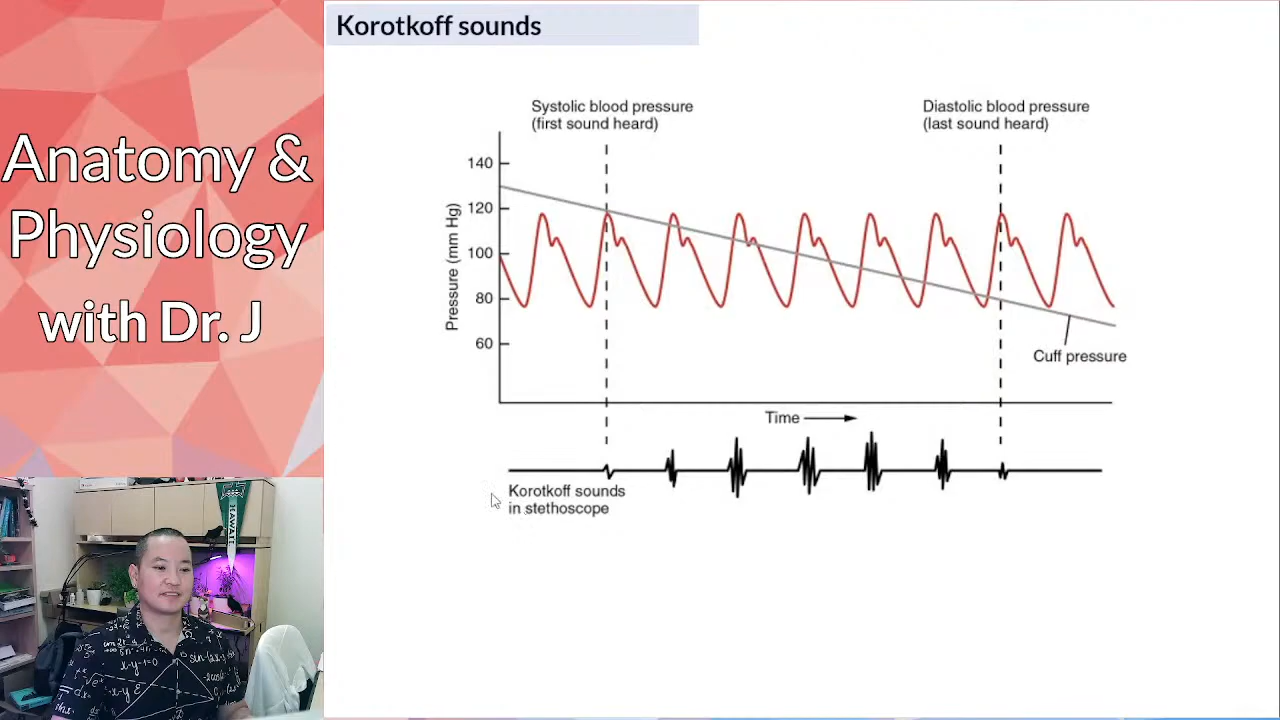 Anatomy &
Physiology
with Dr. J
Korotkoff sounds
Systolic blood pressure
(first sound heard)
Diastolic blood pressure
(last sound heard)
Pressure (mm Hg)
140
120
100
80
60
Cuff pressure
Time
Korotkoff sounds
in stethoscope
HAWAII